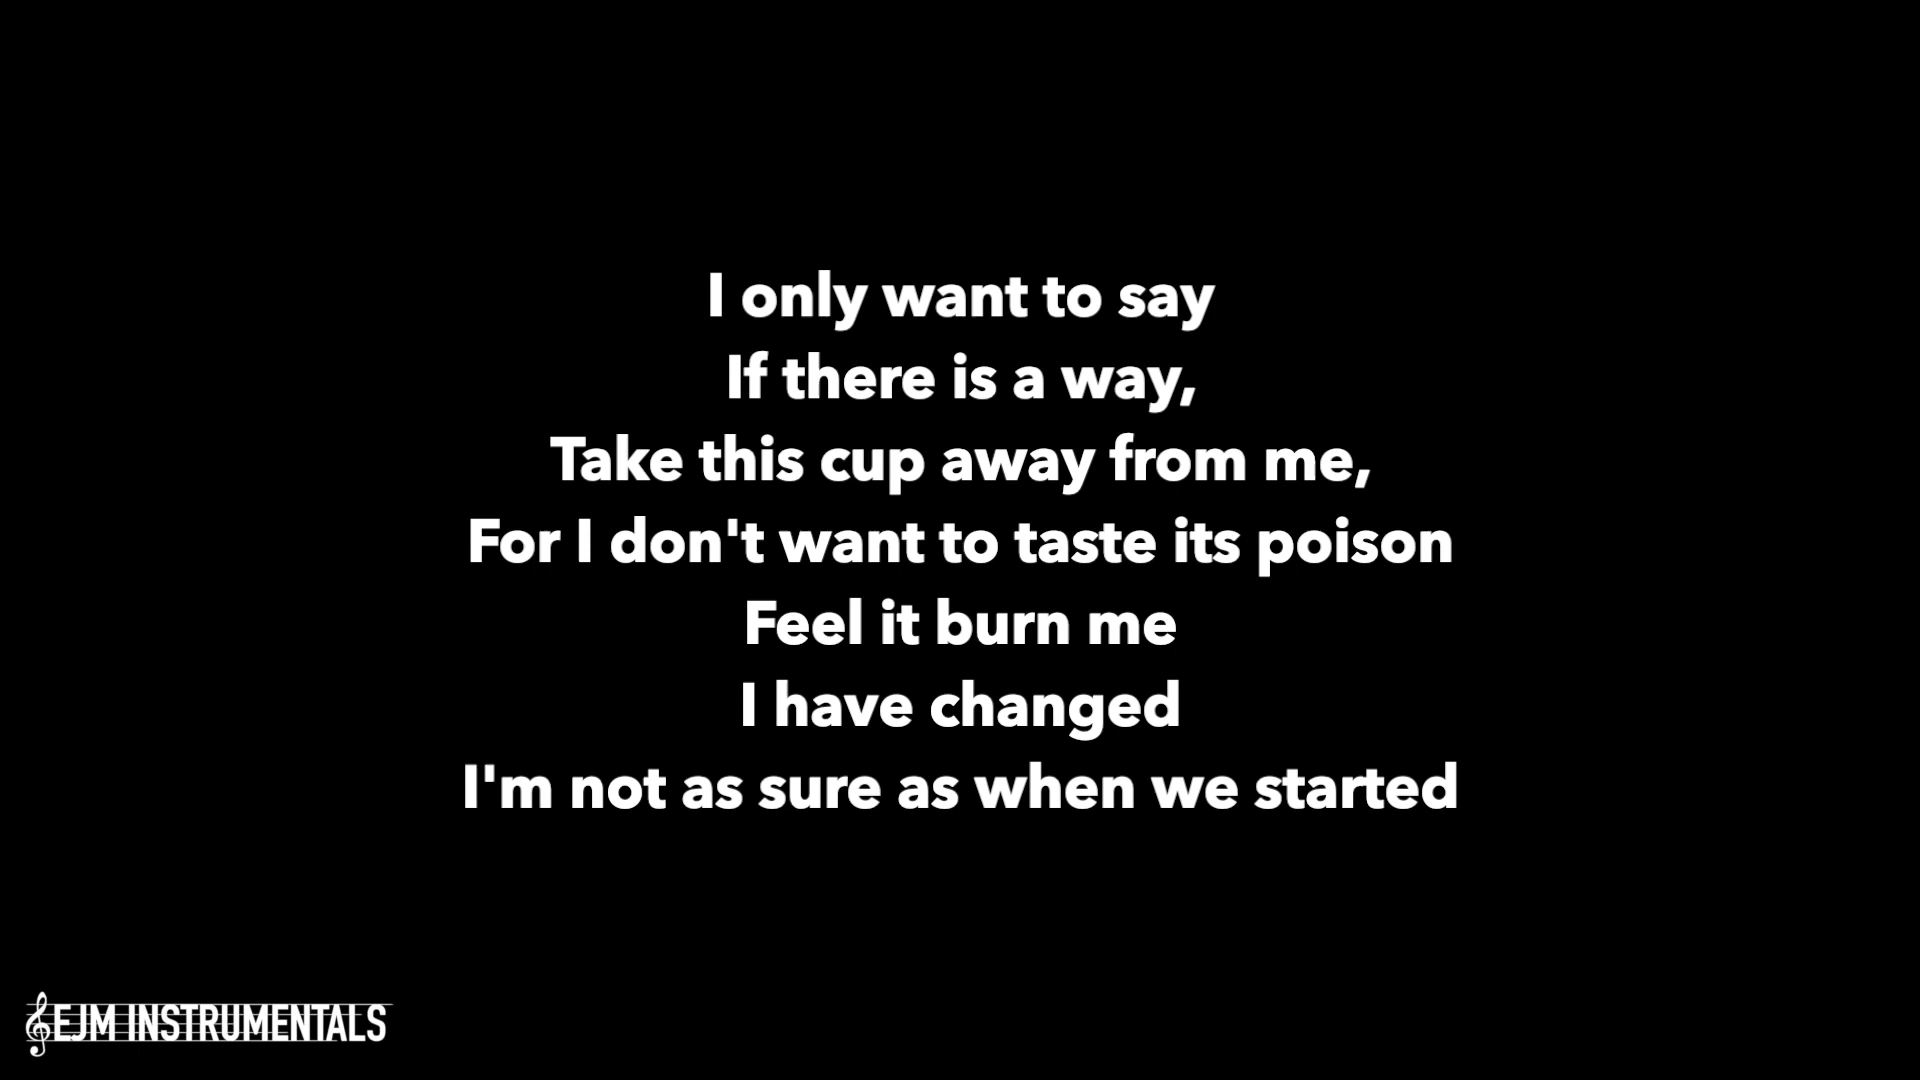 I only want to say
If there is a way,
Take this cup away from me,
For I don't want to taste its poison
Feel it burn me
I have changed
I'm not as sure as when we started
EJM INSTRUMENTALS